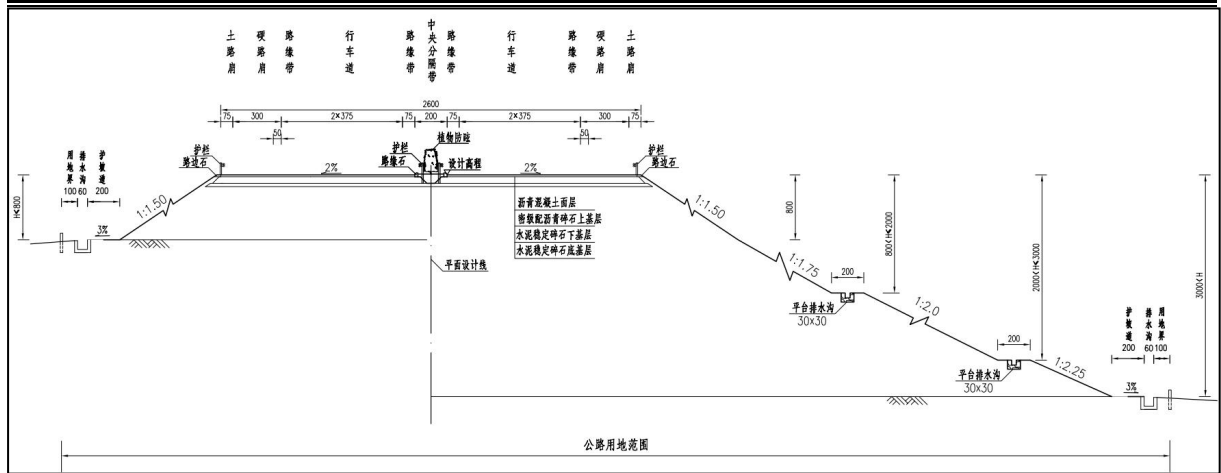 土路肩
硬路肩
路缘带
行车道
路缘带
中央分隔带
路缘带
行车道
路缘带
硬路肩
土路肩
2600
75 300 2×375 75 200 75 2×375 300 75
50 50
植物防眩
护栏 护栏 护栏
路边石 路缘石 设计高程 路边石
2% 2%
用地界
排水沟
护坡道
100 60 200
H≤800
1:1.50
3%
沥青混凝土面层
密级配沥青碎石上基层
水泥稳定碎石下基层
水泥稳定碎石底基层
平面设计线
1:1.50
800
800<H≤2000
2000<H≤3000
3000<H
1:1.75
200
平台排水沟
30x30
1:2.0
200
平台排水沟
30x30
1:2.25
护坡道
排水沟
用地界
200 60 100
3%
公路用地范围